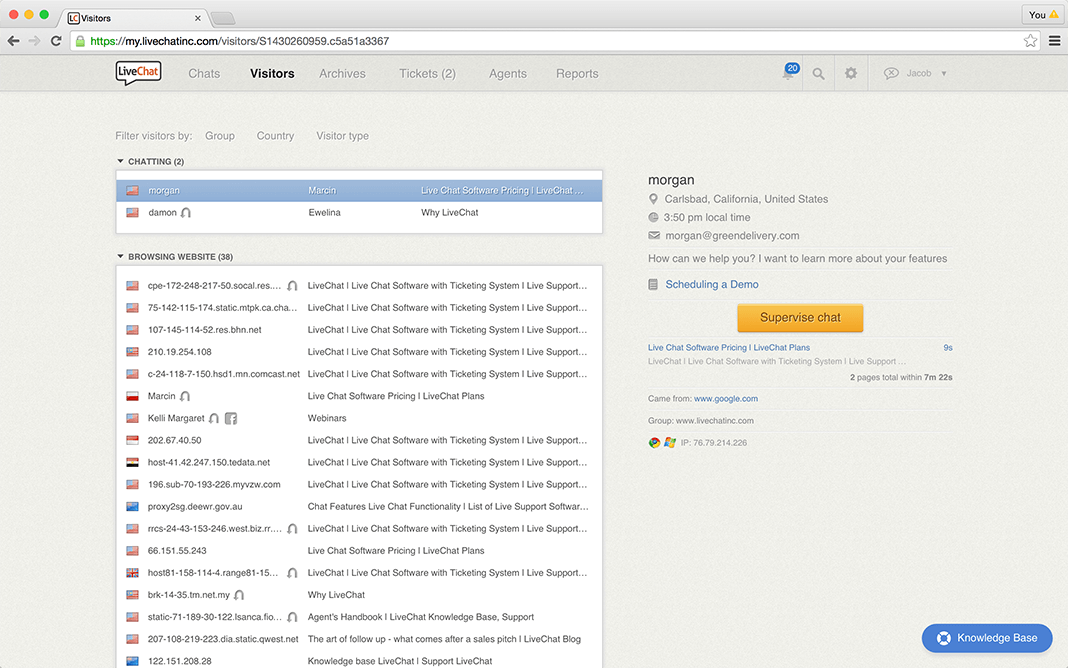 LC Visitors
You
https://my.livechatinc.com/visitors/S1430260959.c5a51a3367
LiveChat Chats Visitors Archives Tickets (2) Agents Reports 20 Jacob
Filter visitors by: Group Country Visitor type
CHATTING (2)
morgan Marcin Live Chat Software Pricing | LiveChat ...
damon Ewelina Why LiveChat
BROWSING WEBSITE (38)
cpe-172-248-217-50.socal.res.... LiveChat | Live Chat Software with Ticketing System | Live Support...
75-142-115-174.static.mtpk.ca.cha... LiveChat | Live Chat Software with Ticketing System | Live Support...
107-145-114-52.res.bhn.net LiveChat | Live Chat Software with Ticketing System | Live Support...
210.19.254.108 LiveChat | Live Chat Software with Ticketing System | Live Support...
c-24-118-7-150.hsd1.mn.comcast.net LiveChat | Live Chat Software with Ticketing System | Live Support...
Marcin Live Chat Software Pricing | LiveChat Plans
Kelli Margaret Webinars
202.67.40.50 LiveChat | Live Chat Software with Ticketing System | Live Support...
host-41.42.247.150.tedata.net LiveChat | Live Chat Software with Ticketing System | Live Support...
196.sub-70-193-226.myvzw.com LiveChat | Live Chat Software with Ticketing System | Live Support...
proxy2sg.deewr.gov.au Chat Features Live Chat Functionality | List of Live Support Softwar...
rrcs-24-43-153-246.west.biz.rr.... LiveChat | Live Chat Software with Ticketing System | Live Support...
66.151.55.243 Live Chat Software Pricing | LiveChat Plans
host81-158-114-4.range81-15... LiveChat | Live Chat Software with Ticketing System | Live Support...
brk-14-35.tm.net.my Why LiveChat
static-71-189-30-122.lsanca.fio... Agent's Handbook | LiveChat Knowledge Base, Support
207-108-219-223.dia.static.qwest.net The art of follow up - what comes after a sales pitch | LiveChat Blog
122.151.208.28 Knowledge base LiveChat | Support LiveChat
morgan
Carlsbad, California, United States
3:50 pm local time
morgan@greendelivery.com
How can we help you? I want to learn more about your features
Scheduling a Demo
Supervise chat
Live Chat Software Pricing | LiveChat Plans 9s
LiveChat | Live Chat Software with Ticketing System | Live Support ...
2 pages total within 7m 22s
Came from: www.google.com
Group: www.livechatinc.com
IP: 76.79.214.226
Knowledge Base